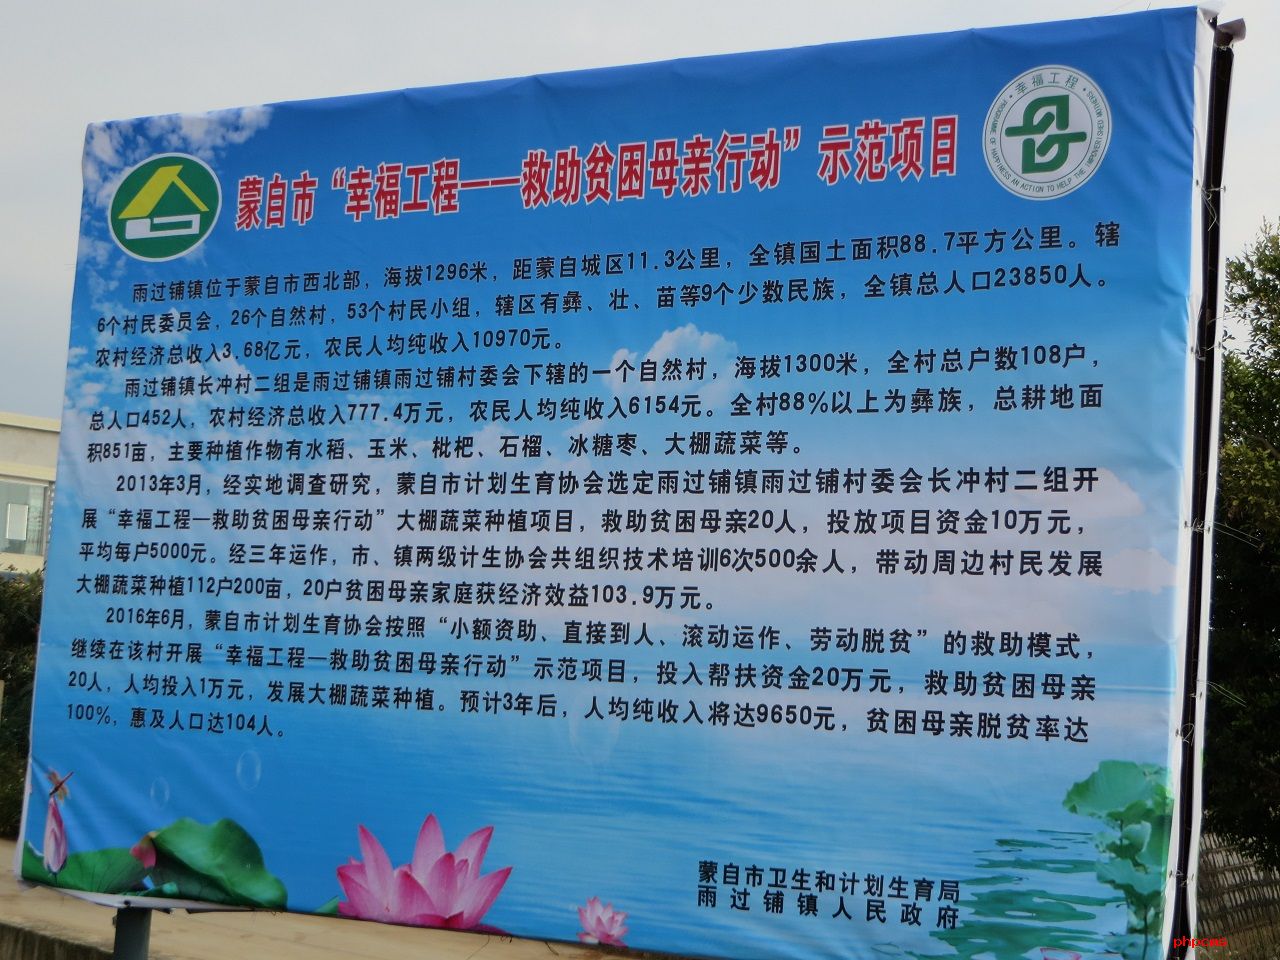 蒙自市“幸福工程——救助贫困母亲行动”示范项目
·幸福工程·
PROGRAMME OF HAPPINESS AN ACTION TO HELP THE IMPOVERISHED MOTHERS
雨过铺镇位于蒙自市西北部，海拔1296米，距蒙自城区11.3公里，全镇国土面积88.7平方公里。辖
6个村民委员会，26个自然村，53个村民小组，辖区有彝、壮、苗等9个少数民族，全镇总人口23850人。
农村经济总收入3.68亿元，农民人均纯收入10970元。
雨过铺镇长冲村二组是雨过铺镇雨过铺村委会下辖的一个自然村，海拔1300米，全村总户数108户，
总人口452人，农村经济总收入777.4万元，农民人均纯收入6154元。全村88%以上为彝族，总耕地面
积851亩，主要种植作物有水稻、玉米、枇杷、石榴、冰糖枣、大棚蔬菜等。
2013年3月，经实地调查研究，蒙自市计划生育协会选定雨过铺镇雨过铺村委会长冲村二组开
展“幸福工程—救助贫困母亲行动”大棚蔬菜种植项目，救助贫困母亲20人，投放项目资金10万元，
平均每户5000元。经三年运作，市、镇两级计生协会共组织技术培训6次500余人，带动周边村民发展
大棚蔬菜种植112户200亩，20户贫困母亲家庭获经济效益103.9万元。
2016年6月，蒙自市计划生育协会按照“小额资助、直接到人、滚动运作、劳动脱贫”的救助模式，
继续在该村开展“幸福工程—救助贫困母亲行动”示范项目，投入帮扶资金20万元，救助贫困母亲
20人，人均投入1万元，发展大棚蔬菜种植。预计3年后，人均纯收入将达9650元，贫困母亲脱贫率达
100%，惠及人口达104人。
蒙自市卫生和计划生育局
雨过铺镇人民政府
phpcms